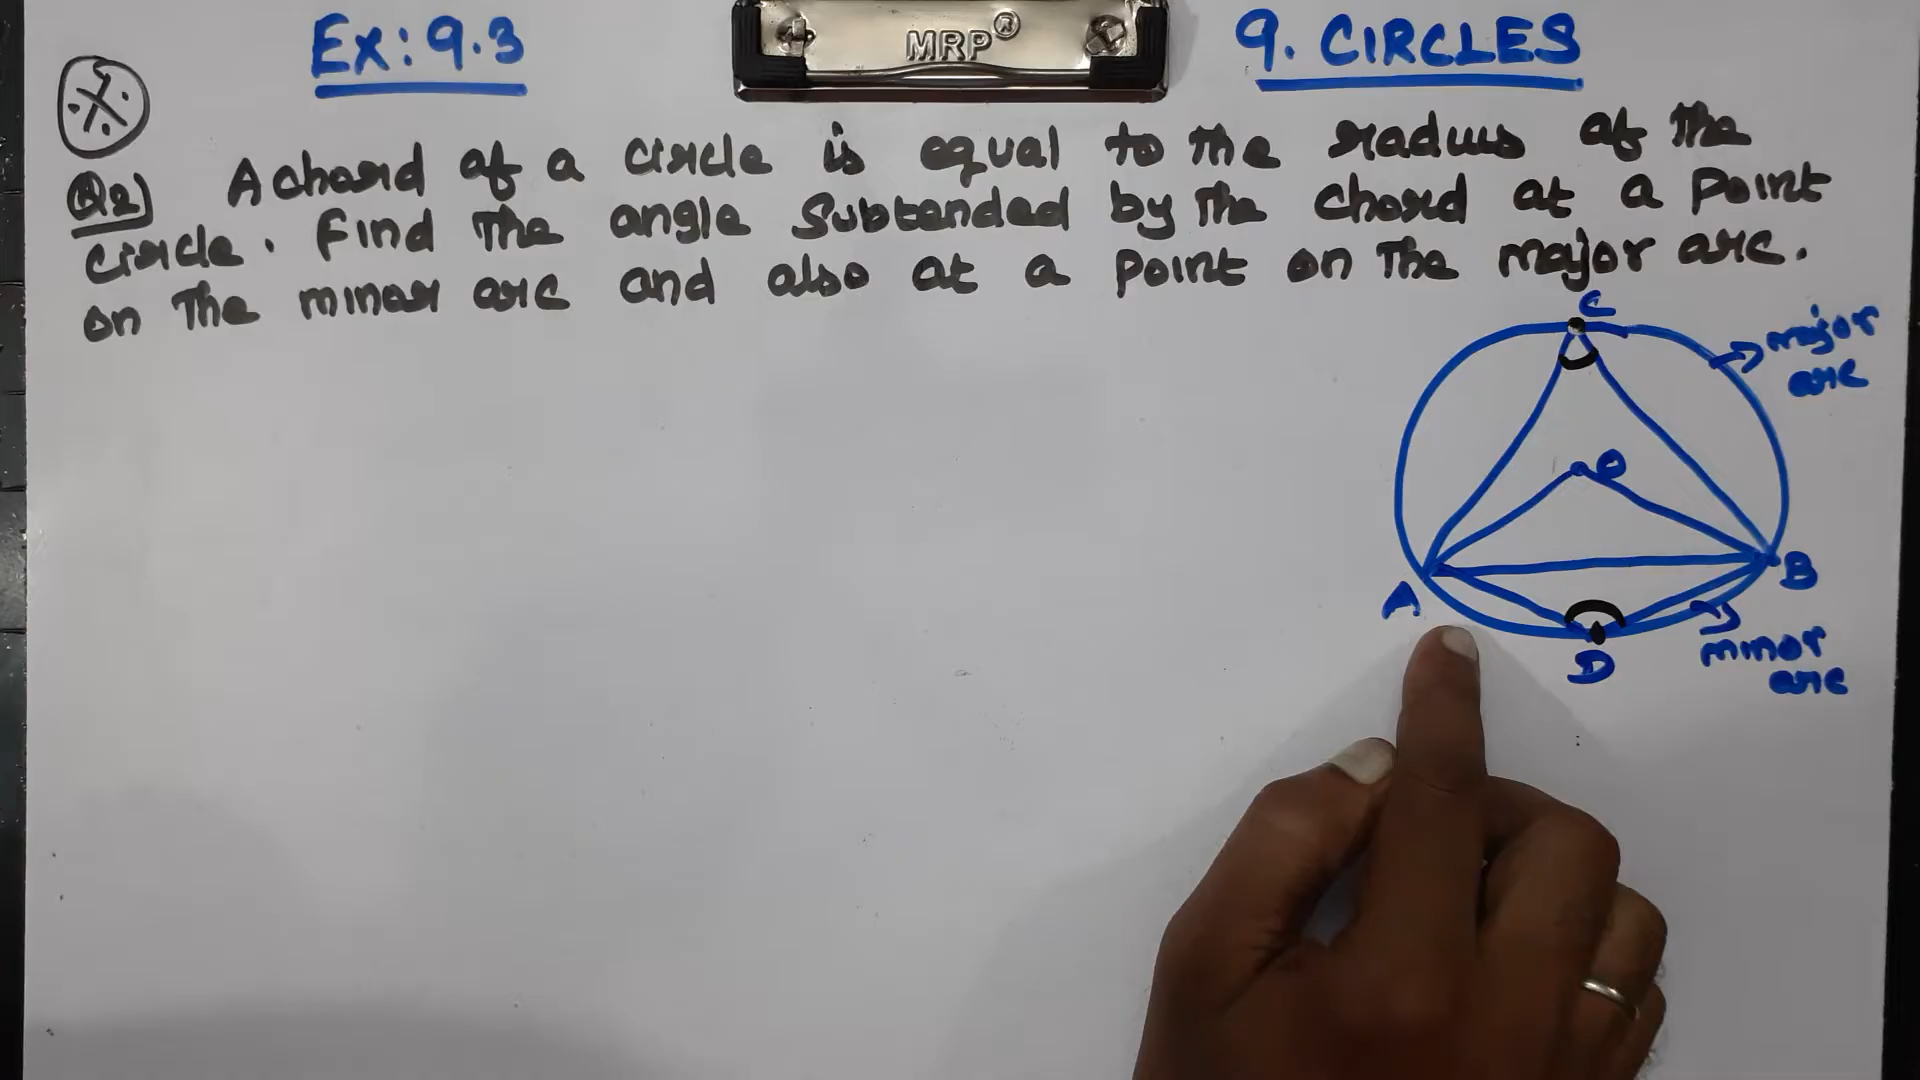 Ex: 9.3
MRP®
9. CIRCLES
Q2) A chord of a circle is equal to the radius of the
circle. Find the angle subtended by the chord at a point
on the minor arc and also at a point on the major arc.
C
major
arc
O
A
B
D
minor
arc